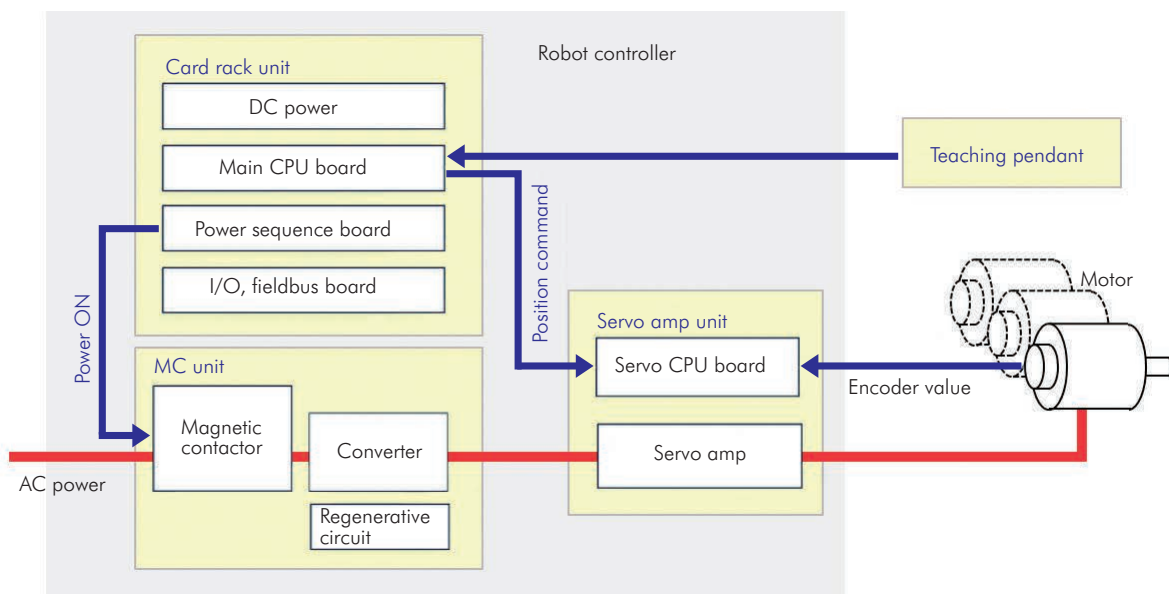 Robot controller
Card rack unit
DC power
Main CPU board
Power sequence board
I/O, fieldbus board
Teaching pendant
Power ON
Position command
Motor
Servo amp unit
Servo CPU board
Encoder value
Servo amp
MC unit
Magnetic
contactor
Converter
AC power
Regenerative
circuit